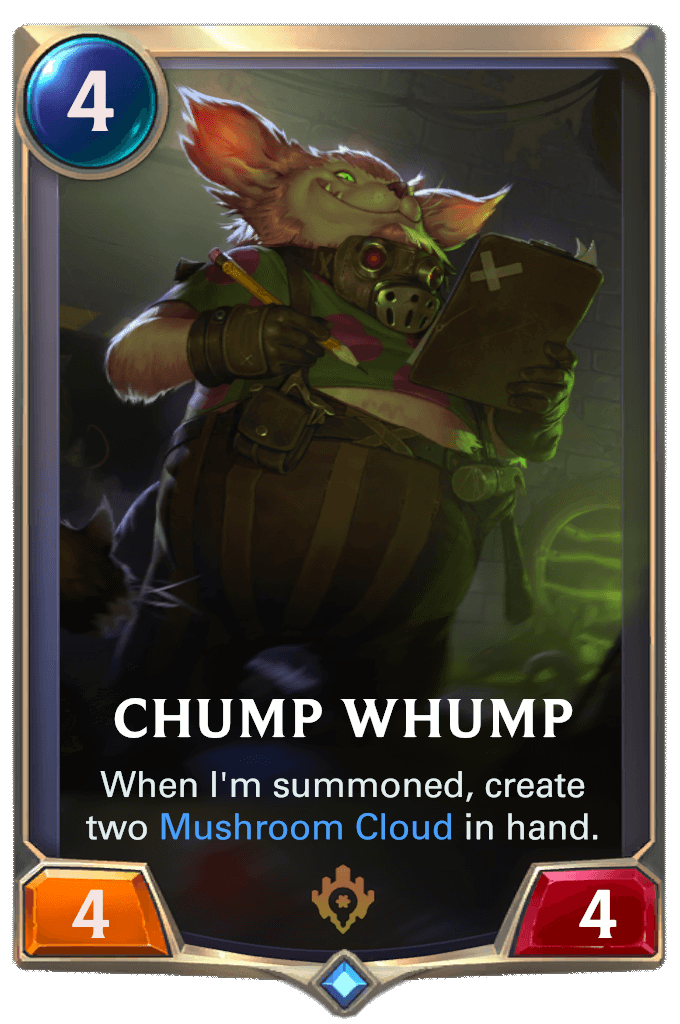 4
CHUMP WHUMP
When I'm summoned, create
two Mushroom Cloud in hand.
4
4